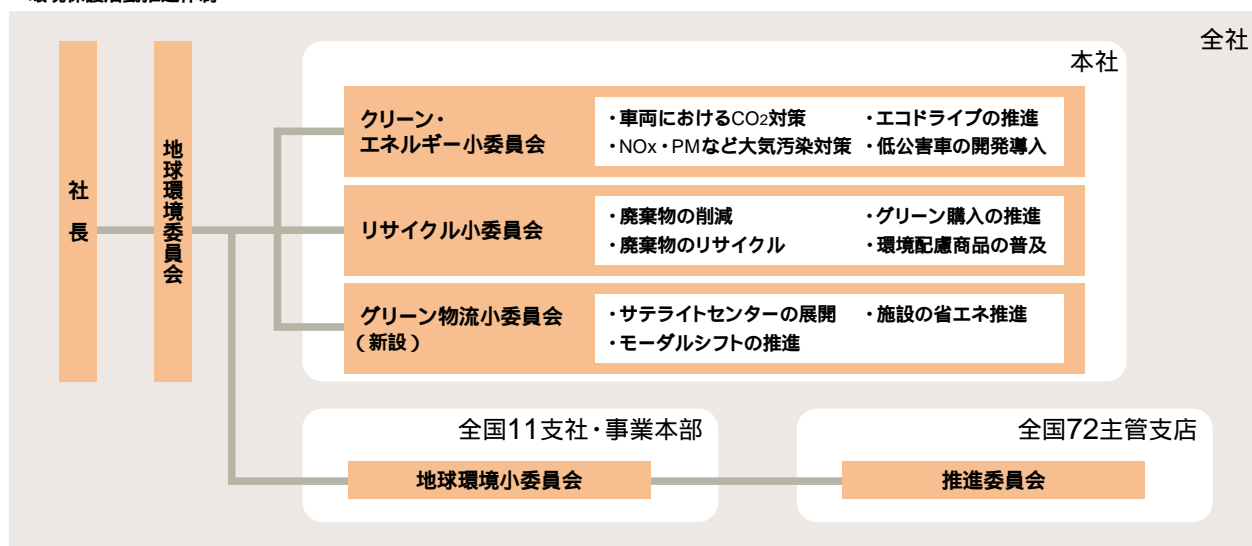 全社
本社
社長
地球環境委員会
クリーン・
エネルギー小委員会
・車両におけるCO2対策 ・エコドライブの推進
・NOx・PMなど大気汚染対策 ・低公害車の開発導入
リサイクル小委員会
・廃棄物の削減 ・グリーン購入の推進
・廃棄物のリサイクル ・環境配慮商品の普及
グリーン物流小委員会
(新設)
・サテライトセンターの展開 ・施設の省エネ推進
・モーダルシフトの推進
全国11支社・事業本部
地球環境小委員会
全国72主管支店
推進委員会